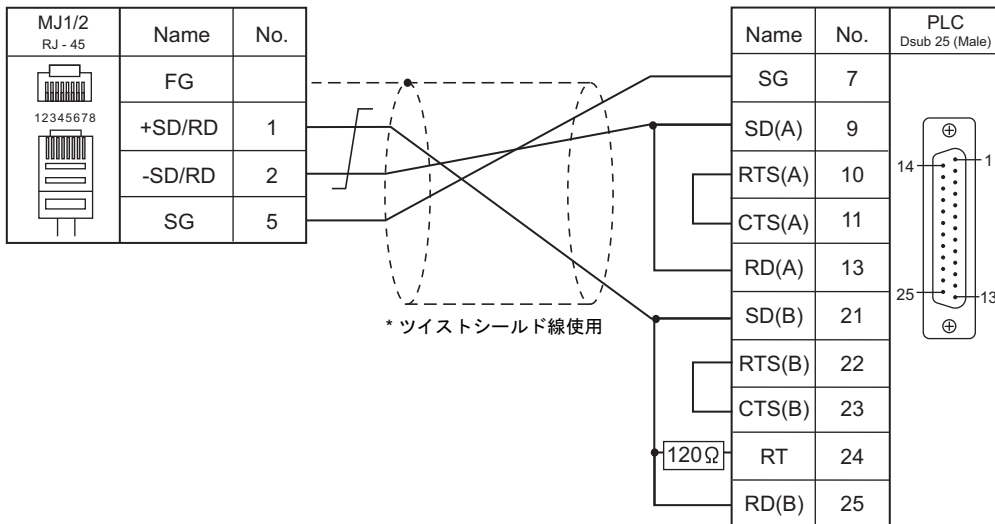 MJ1/2
RJ - 45
Name
No.
FG
+SD/RD
1
-SD/RD
2
SG
5
12345678
* ツイストシールド線使用
Name
No.
PLC
Dsub 25 (Male)
SG
7
SD(A)
9
RTS(A)
10
CTS(A)
11
RD(A)
13
SD(B)
21
RTS(B)
22
CTS(B)
23
120Ω
RT
24
RD(B)
25
14
1
25
13